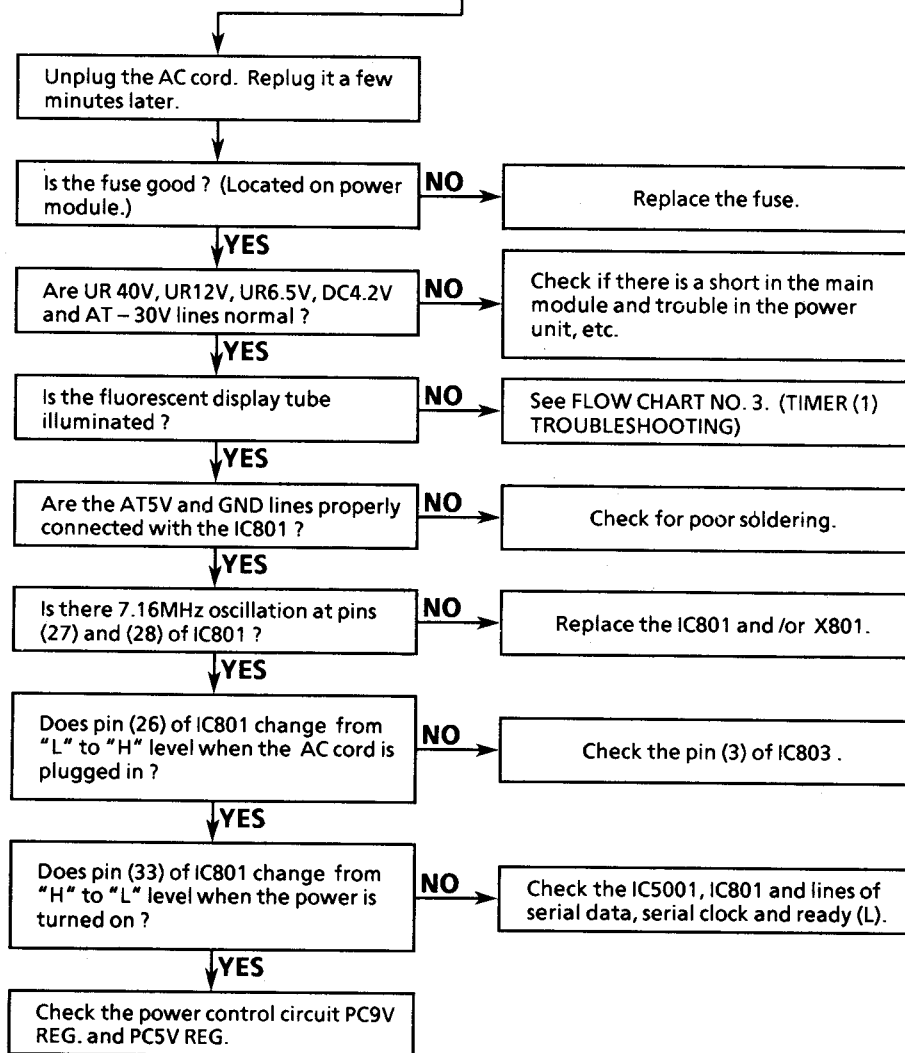 Unplug the AC cord. Replug it a few
minutes later.
Is the fuse good ? (Located on power
module.)
NO
Replace the fuse.
YES
Are UR 40V, UR12V, UR6.5V, DC4.2V
and AT – 30V lines normal ?
NO
Check if there is a short in the main
module and trouble in the power
unit, etc.
YES
Is the fluorescent display tube
illuminated ?
NO
See FLOW CHART NO. 3. (TIMER (1)
TROUBLESHOOTING)
YES
Are the AT5V and GND lines properly
connected with the IC801 ?
NO
Check for poor soldering.
YES
Is there 7.16MHz oscillation at pins
(27) and (28) of IC801 ?
NO
Replace the IC801 and /or X801.
YES
Does pin (26) of IC801 change from
"L" to "H" level when the AC cord is
plugged in ?
NO
Check the pin (3) of IC803 .
YES
Does pin (33) of IC801 change from
"H" to "L" level when the power is
turned on ?
NO
Check the IC5001, IC801 and lines of
serial data, serial clock and ready (L).
YES
Check the power control circuit PC9V
REG. and PC5V REG.